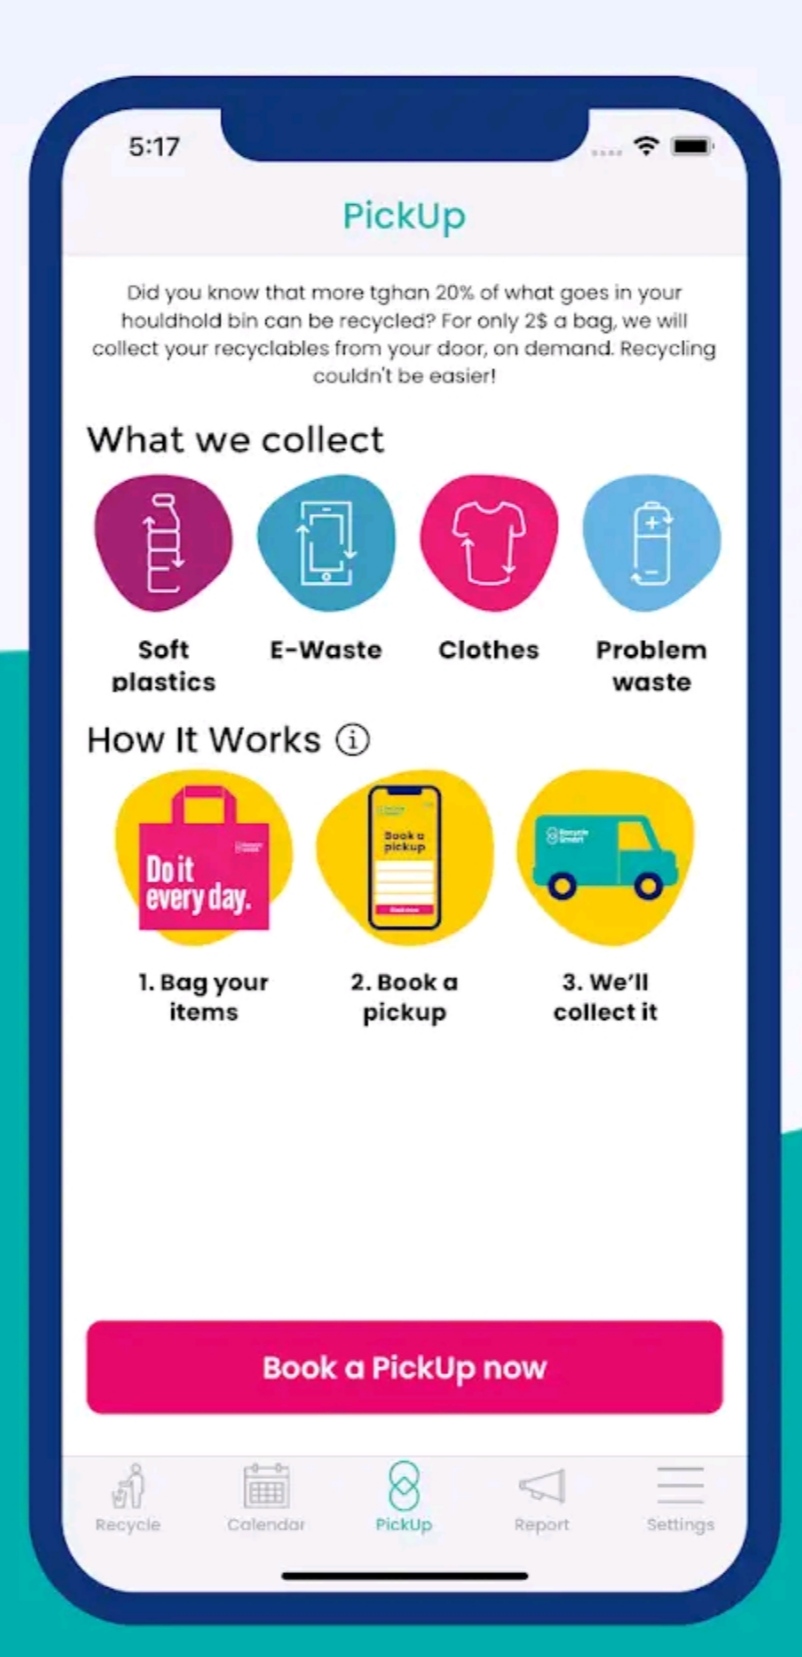 5:17
PickUp
Did you know that more tghan 20% of what goes in your
houldhold bin can be recycled? For only 2$ a bag, we will
collect your recyclables from your door, on demand. Recycling
couldn't be easier!
What we collect
Soft
plastics
E-Waste
Clothes
Problem
waste
How It Works
Do it
every day.
Book a
pickup
Recycle
Smart
1. Bag your
items
2. Book a
pickup
3. We'll
collect it
Book a PickUp now
Recycle
Calendar
PickUp
Report
Settings